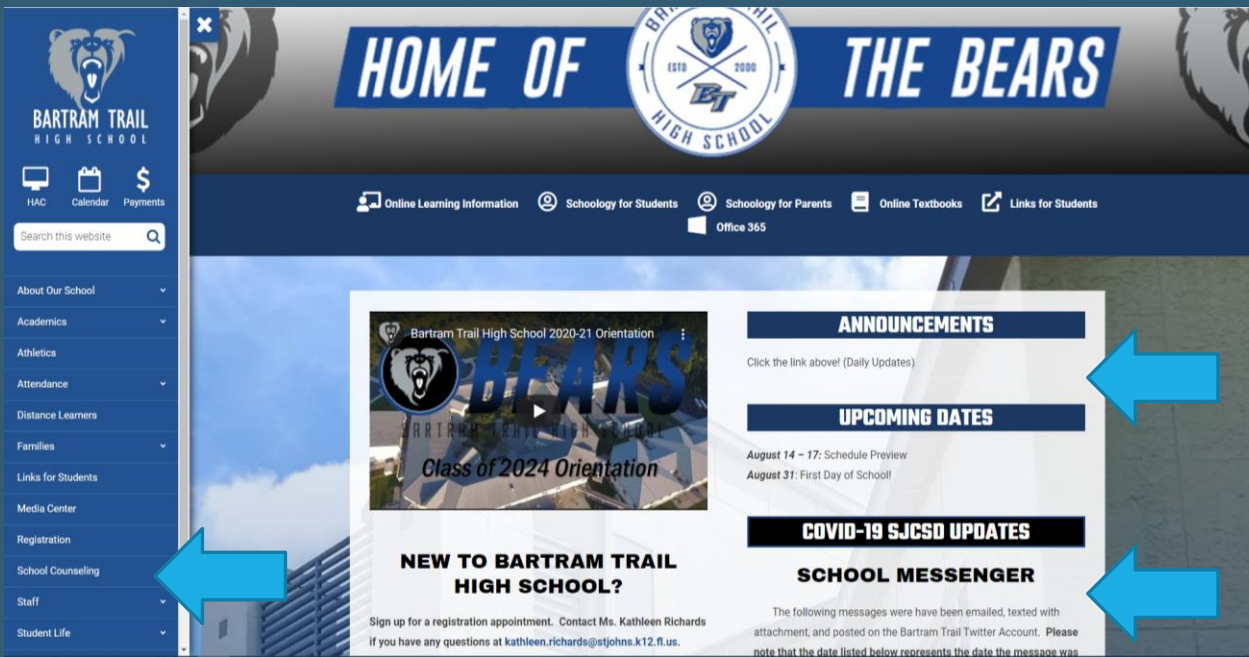 BARTRAM TRAIL
HIGH SCHOOL
HAC Calendar Payments
Search this website
About Our School
Academics
Athletics
Attendance
Distance Learners
Families
Links for Students
Media Center
Registration
School Counseling
Staff
Student Life
HOME OF THE BEARS
BARTRAM TRAIL
ESTD 2000
BT
HIGH SCHOOL
Online Learning Information Schoology for Students Schoology for Parents Online Textbooks Links for Students
Office 365
Bartram Trail High School 2020-21 Orientation
BEARS
BARTRAM TRAIL HIGH SCHOOL
Class of 2024 Orientation
NEW TO BARTRAM TRAIL
HIGH SCHOOL?
Sign up for a registration appointment. Contact Ms. Kathleen Richards
if you have any questions at kathleen.richards@stjohns.k12.fl.us.
ANNOUNCEMENTS
Click the link above! (Daily Updates)
UPCOMING DATES
August 14 – 17: Schedule Preview
August 31: First Day of School!
COVID-19 SJCSD UPDATES
SCHOOL MESSENGER
The following messages were have been emailed, texted with
attachment, and posted on the Bartram Trail Twitter Account. Please
note that the date listed below represents the date the message was